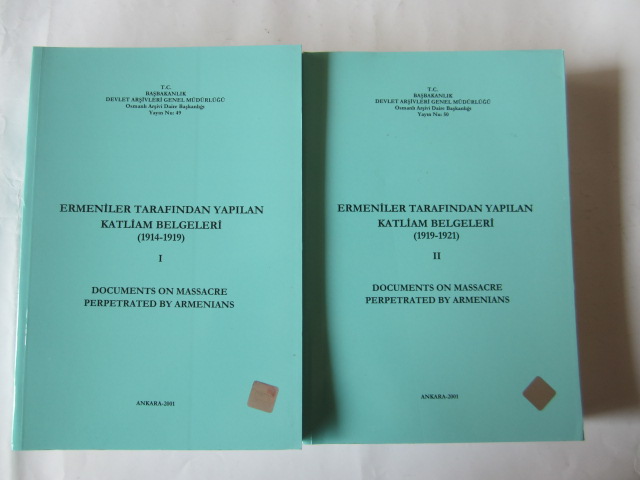 T.C.
BAŞBAKANLIK
DEVLET ARŞİVLERİ GENEL MÜDÜRLÜĞÜ
Osmanlı Arşivi Daire Başkanlığı
Yayın Nu: 49
ERMENİLER TARAFINDAN YAPILAN
KATLİAM BELGELERİ
(1914-1919)
I
DOCUMENTS ON MASSACRE
PERPETRATED BY ARMENIANS
ANKARA-2001
T.C.
BAŞBAKANLIK
DEVLET ARŞİVLERİ GENEL MÜDÜRLÜĞÜ
Osmanlı Arşivi Daire Başkanlığı
Yayın Nu: 50
ERMENİLER TARAFINDAN YAPILAN
KATLİAM BELGELERİ
(1919-1921)
II
DOCUMENTS ON MASSACRE
PERPETRATED BY ARMENIANS
ANKARA-2001